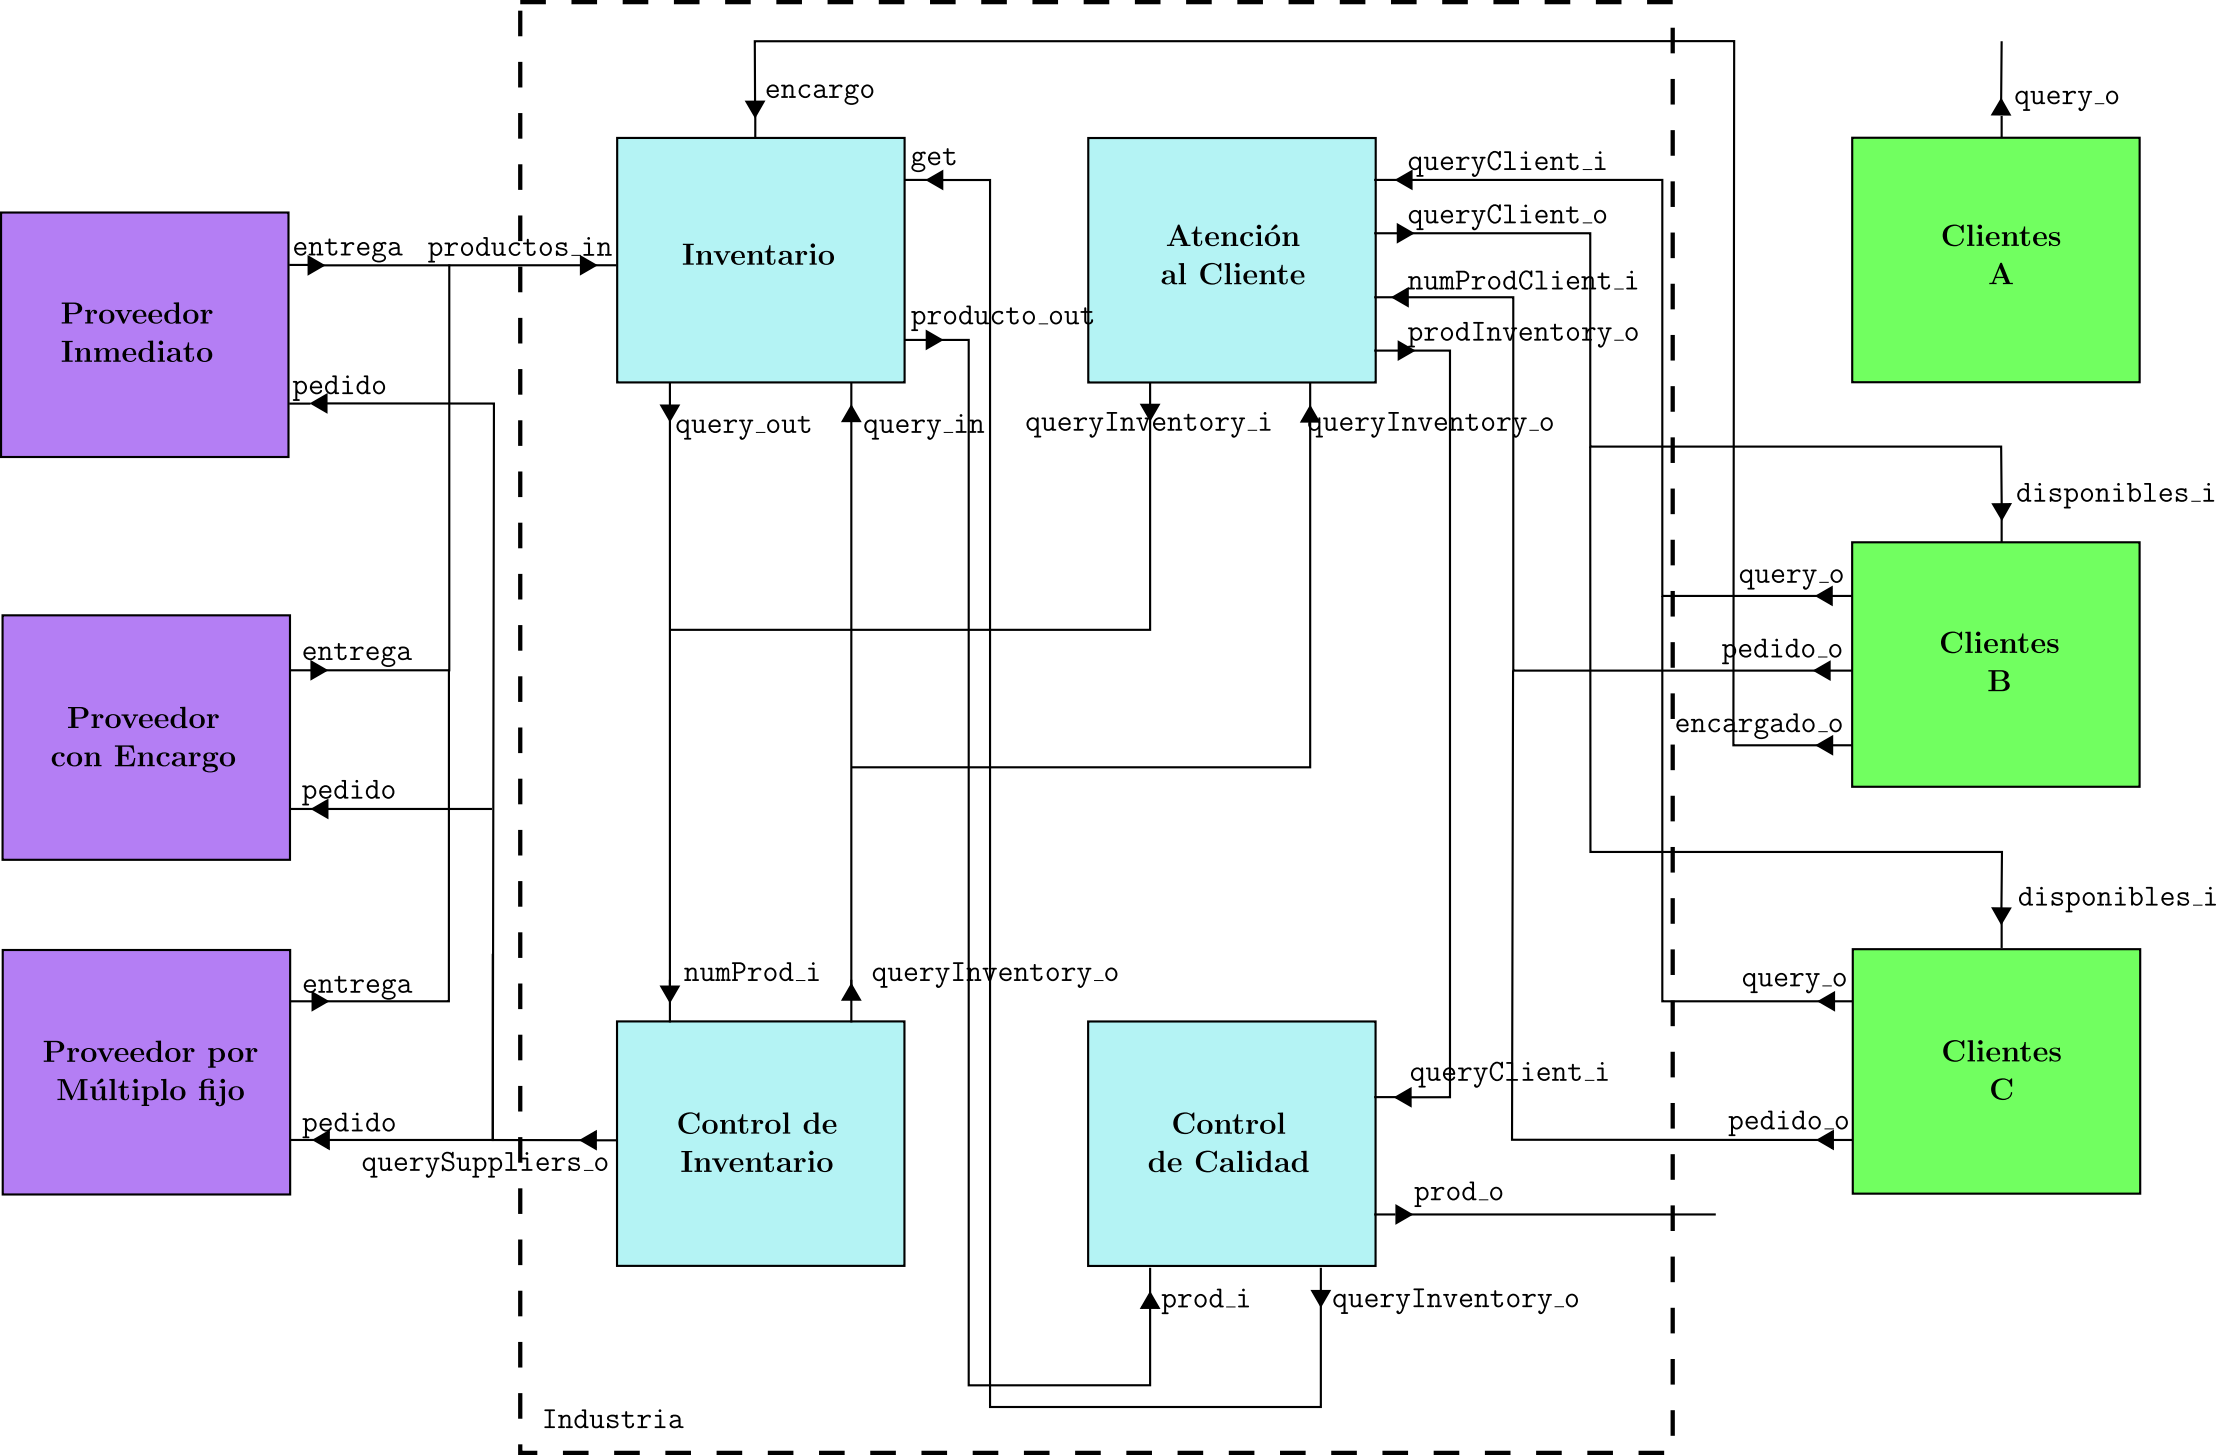 encargo
query_o
get
queryClient_i
queryClient_o
Inventario
Atención
al Cliente
Clientes
A
entrega
productos_in
numProdClient_i
Proveedor
Inmediato
producto_out
prodInventory_o
pedido
query_out
query_in
queryInventory_i
queryInventory_o
disponibles_i
query_o
entrega
pedido_o
Clientes
B
Proveedor
con Encargo
encargado_o
pedido
disponibles_i
entrega
numProd_i
queryInventory_o
query_o
Proveedor por
Múltiplo fijo
queryClient_i
Clientes
C
pedido
Control de
Inventario
Control
de Calidad
pedido_o
querySuppliers_o
prod_o
prod_i
queryInventory_o
Industria